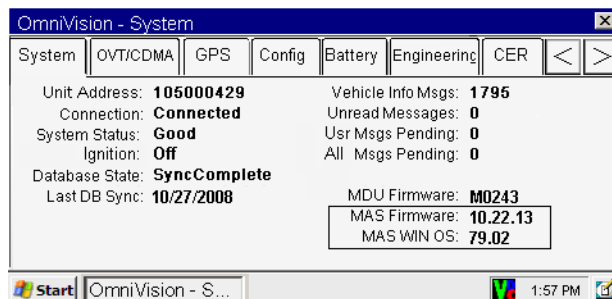 OmniVision - System
System OVT/CDMA GPS Config Battery Engineering CER < >
Unit Address: 105000429
Connection: Connected
System Status: Good
Ignition: Off
Database State: SyncComplete
Last DB Sync: 10/27/2008
Vehicle Info Msgs: 1795
Unread Messages: 0
Usr Msgs Pending: 0
All Msgs Pending: 0
MDU Firmware: M0243
MAS Firmware: 10.22.13
MAS WIN OS: 79.02
Start OmniVision - S... 1:57 PM